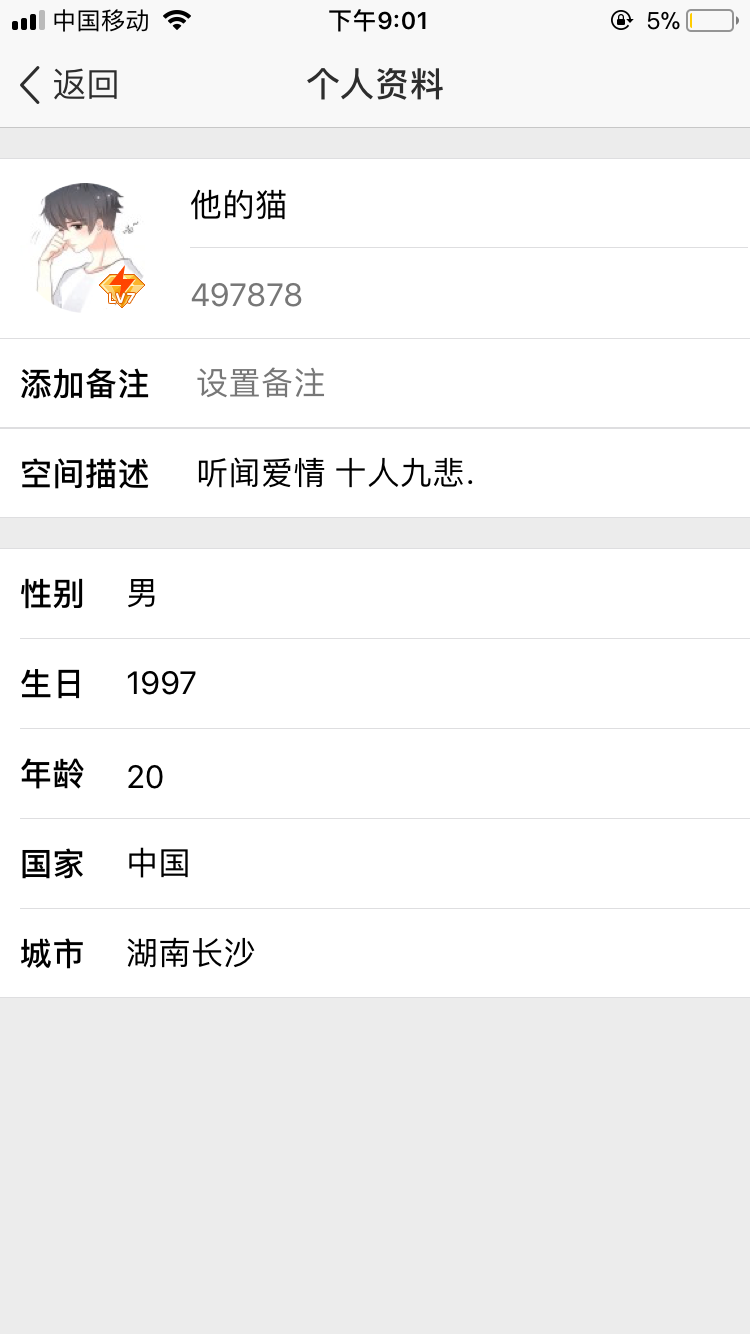 中国移动 下午9:01 5%
返回 个人资料
他的猫
LV7
497878
添加备注 设置备注
空间描述 听闻爱情 十人九悲.
性别 男
生日 1997
年龄 20
国家 中国
城市 湖南长沙